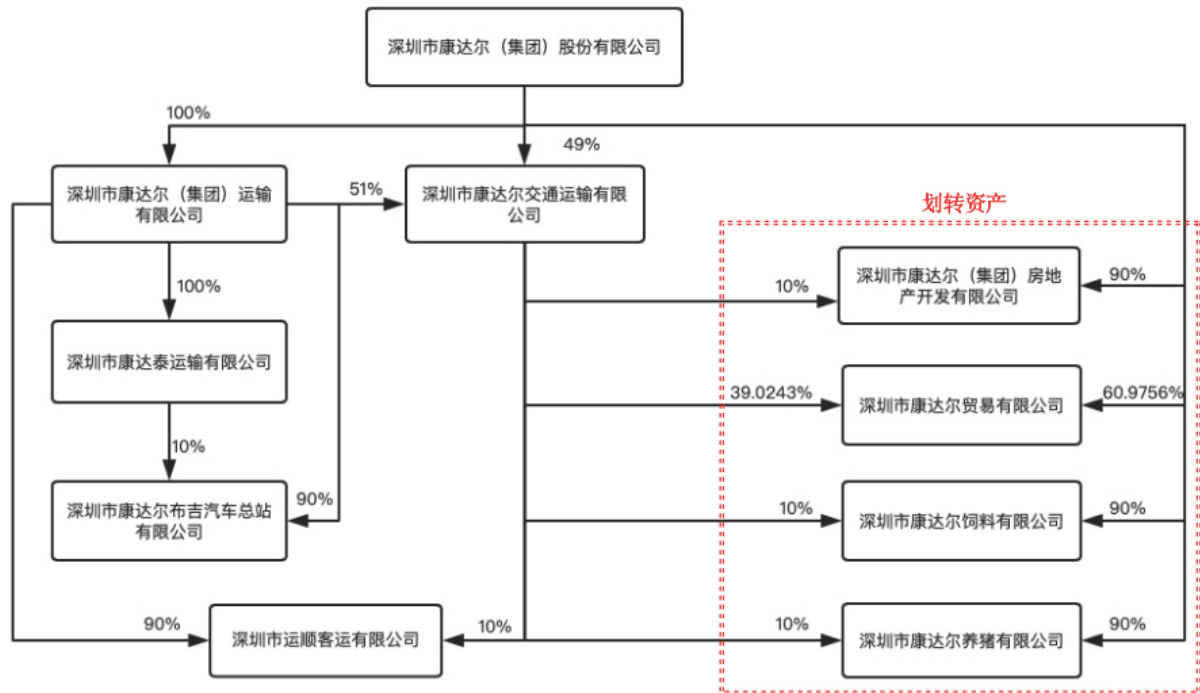 深圳市康达尔（集团）股份有限公司
100%
49%
深圳市康达尔（集团）运输
有限公司
51%
深圳市康达尔交通运输有限
公司
划转资产
100%
10%
深圳市康达尔（集团）房地
产开发有限公司
90%
深圳市康达泰运输有限公司
39.0243%
深圳市康达尔贸易有限公司
60.9756%
10%
深圳市康达尔布吉汽车总站
有限公司
90%
10%
深圳市康达尔饲料有限公司
90%
90%
深圳市运顺客运有限公司
10%
10%
深圳市康达尔养猪有限公司
90%